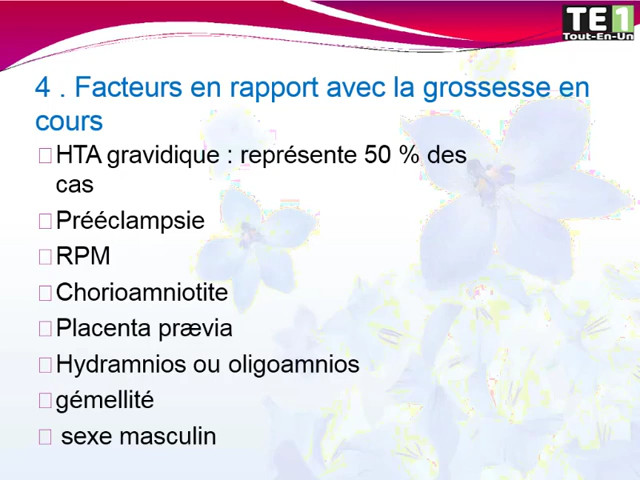 TE1
Tout-En-Un
4 . Facteurs en rapport avec la grossesse en
cours
HTA gravidique : représente 50 % des
cas
Prééclampsie
RPM
Chorioamniotite
Placenta prævia
Hydramnios ou oligoamnios
gémellité
sexe masculin